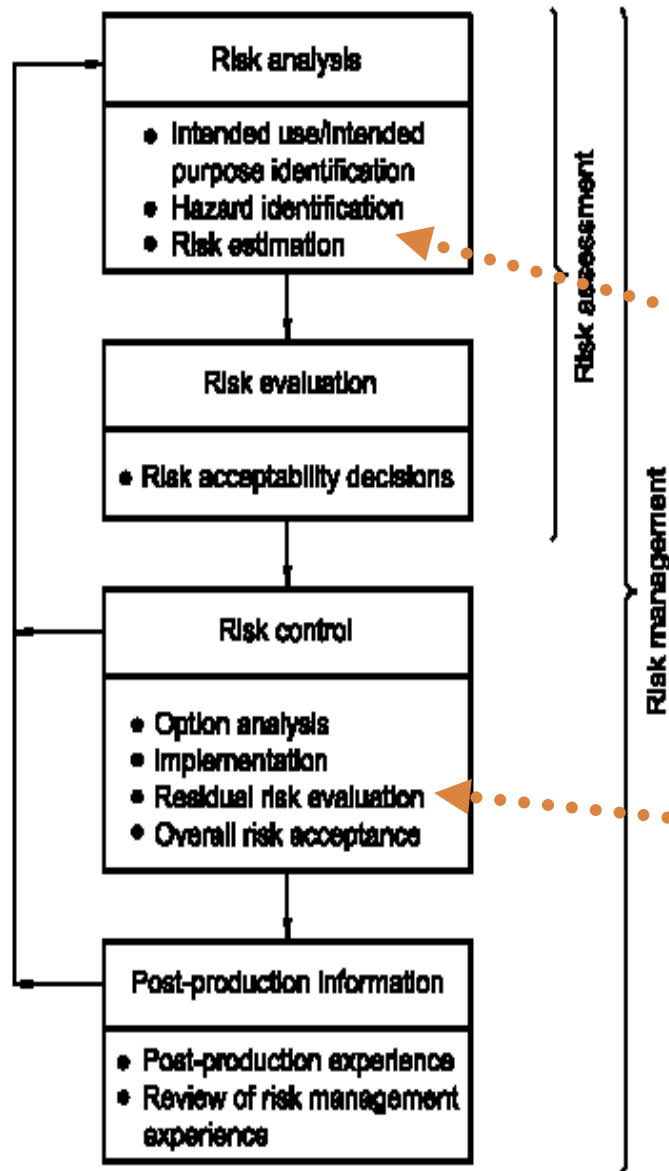 Risk analysis
● Intended use/Intended
purpose identification
● Hazard identification
● Risk estimation
Risk evaluation
● Risk acceptability decisions
Risk control
● Option analysis
● Implementation
● Residual risk evaluation
● Overall risk acceptance
Post-production information
● Post-production experience
● Review of risk management
experience
Risk assessment
Risk management